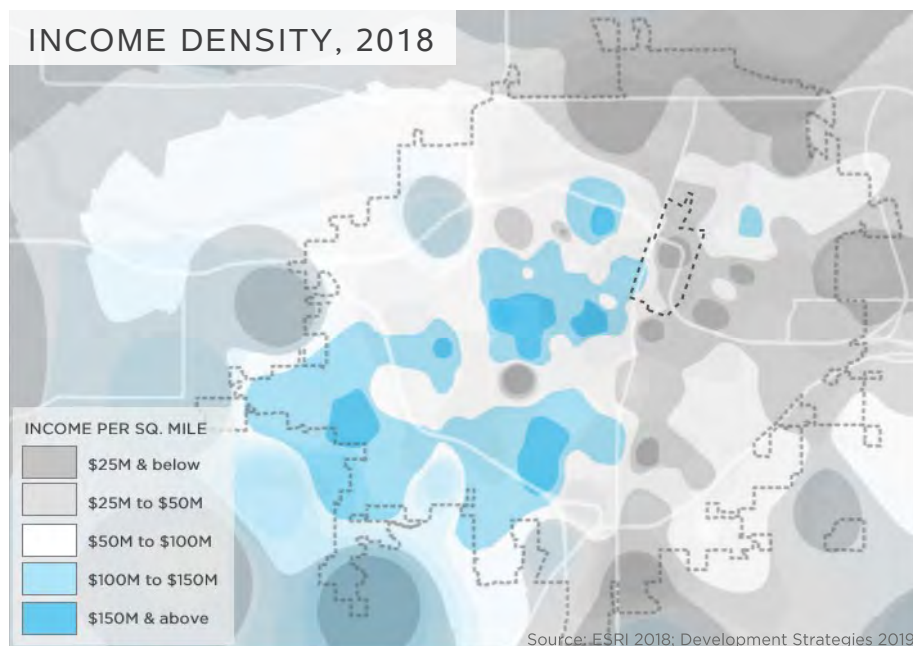 INCOME DENSITY, 2018
INCOME PER SQ. MILE
$25M & below
$25M to $50M
$50M to $100M
$100M to $150M
$150M & above
Source: ESRI 2018; Development Strategies 2019